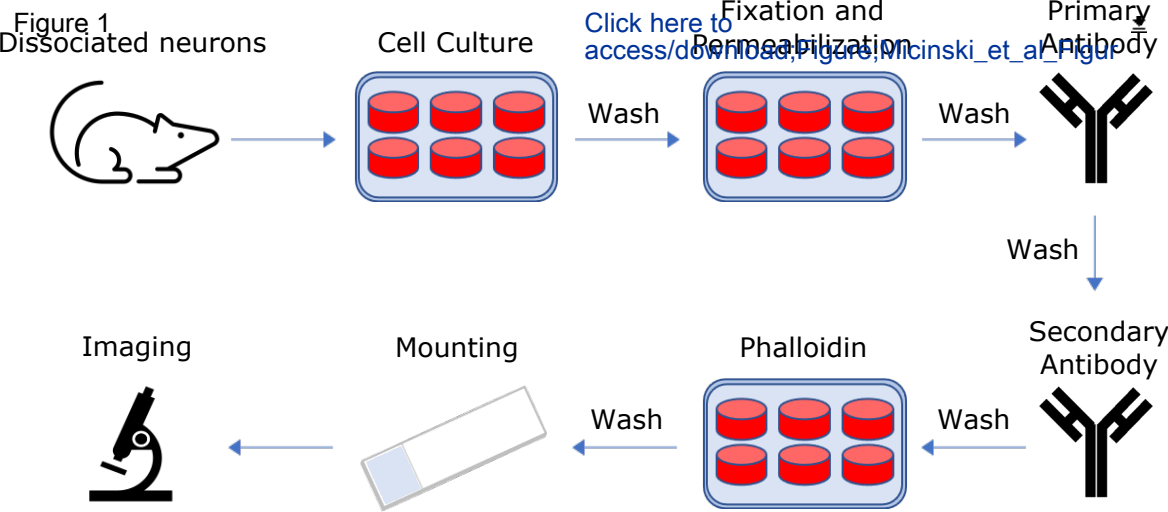 Figure 1
Click here to
access/download;Figure;Micinski_et_al_Figur
Dissociated neurons
Cell Culture
Wash
Fixation and
Permeabilization
Wash
Primary
Antibody
Wash
Secondary
Antibody
Wash
Phalloidin
Wash
Mounting
Imaging